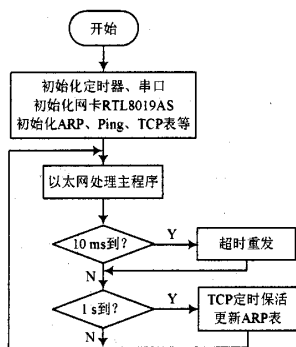 开始
初始化定时器、串口
初始化网卡RTL8019AS
初始化ARP、Ping、TCP表等
以太网处理主程序
10 ms到?
Y
超时重发
N
1 s到?
Y
TCP定时保活
更新ARP表
N